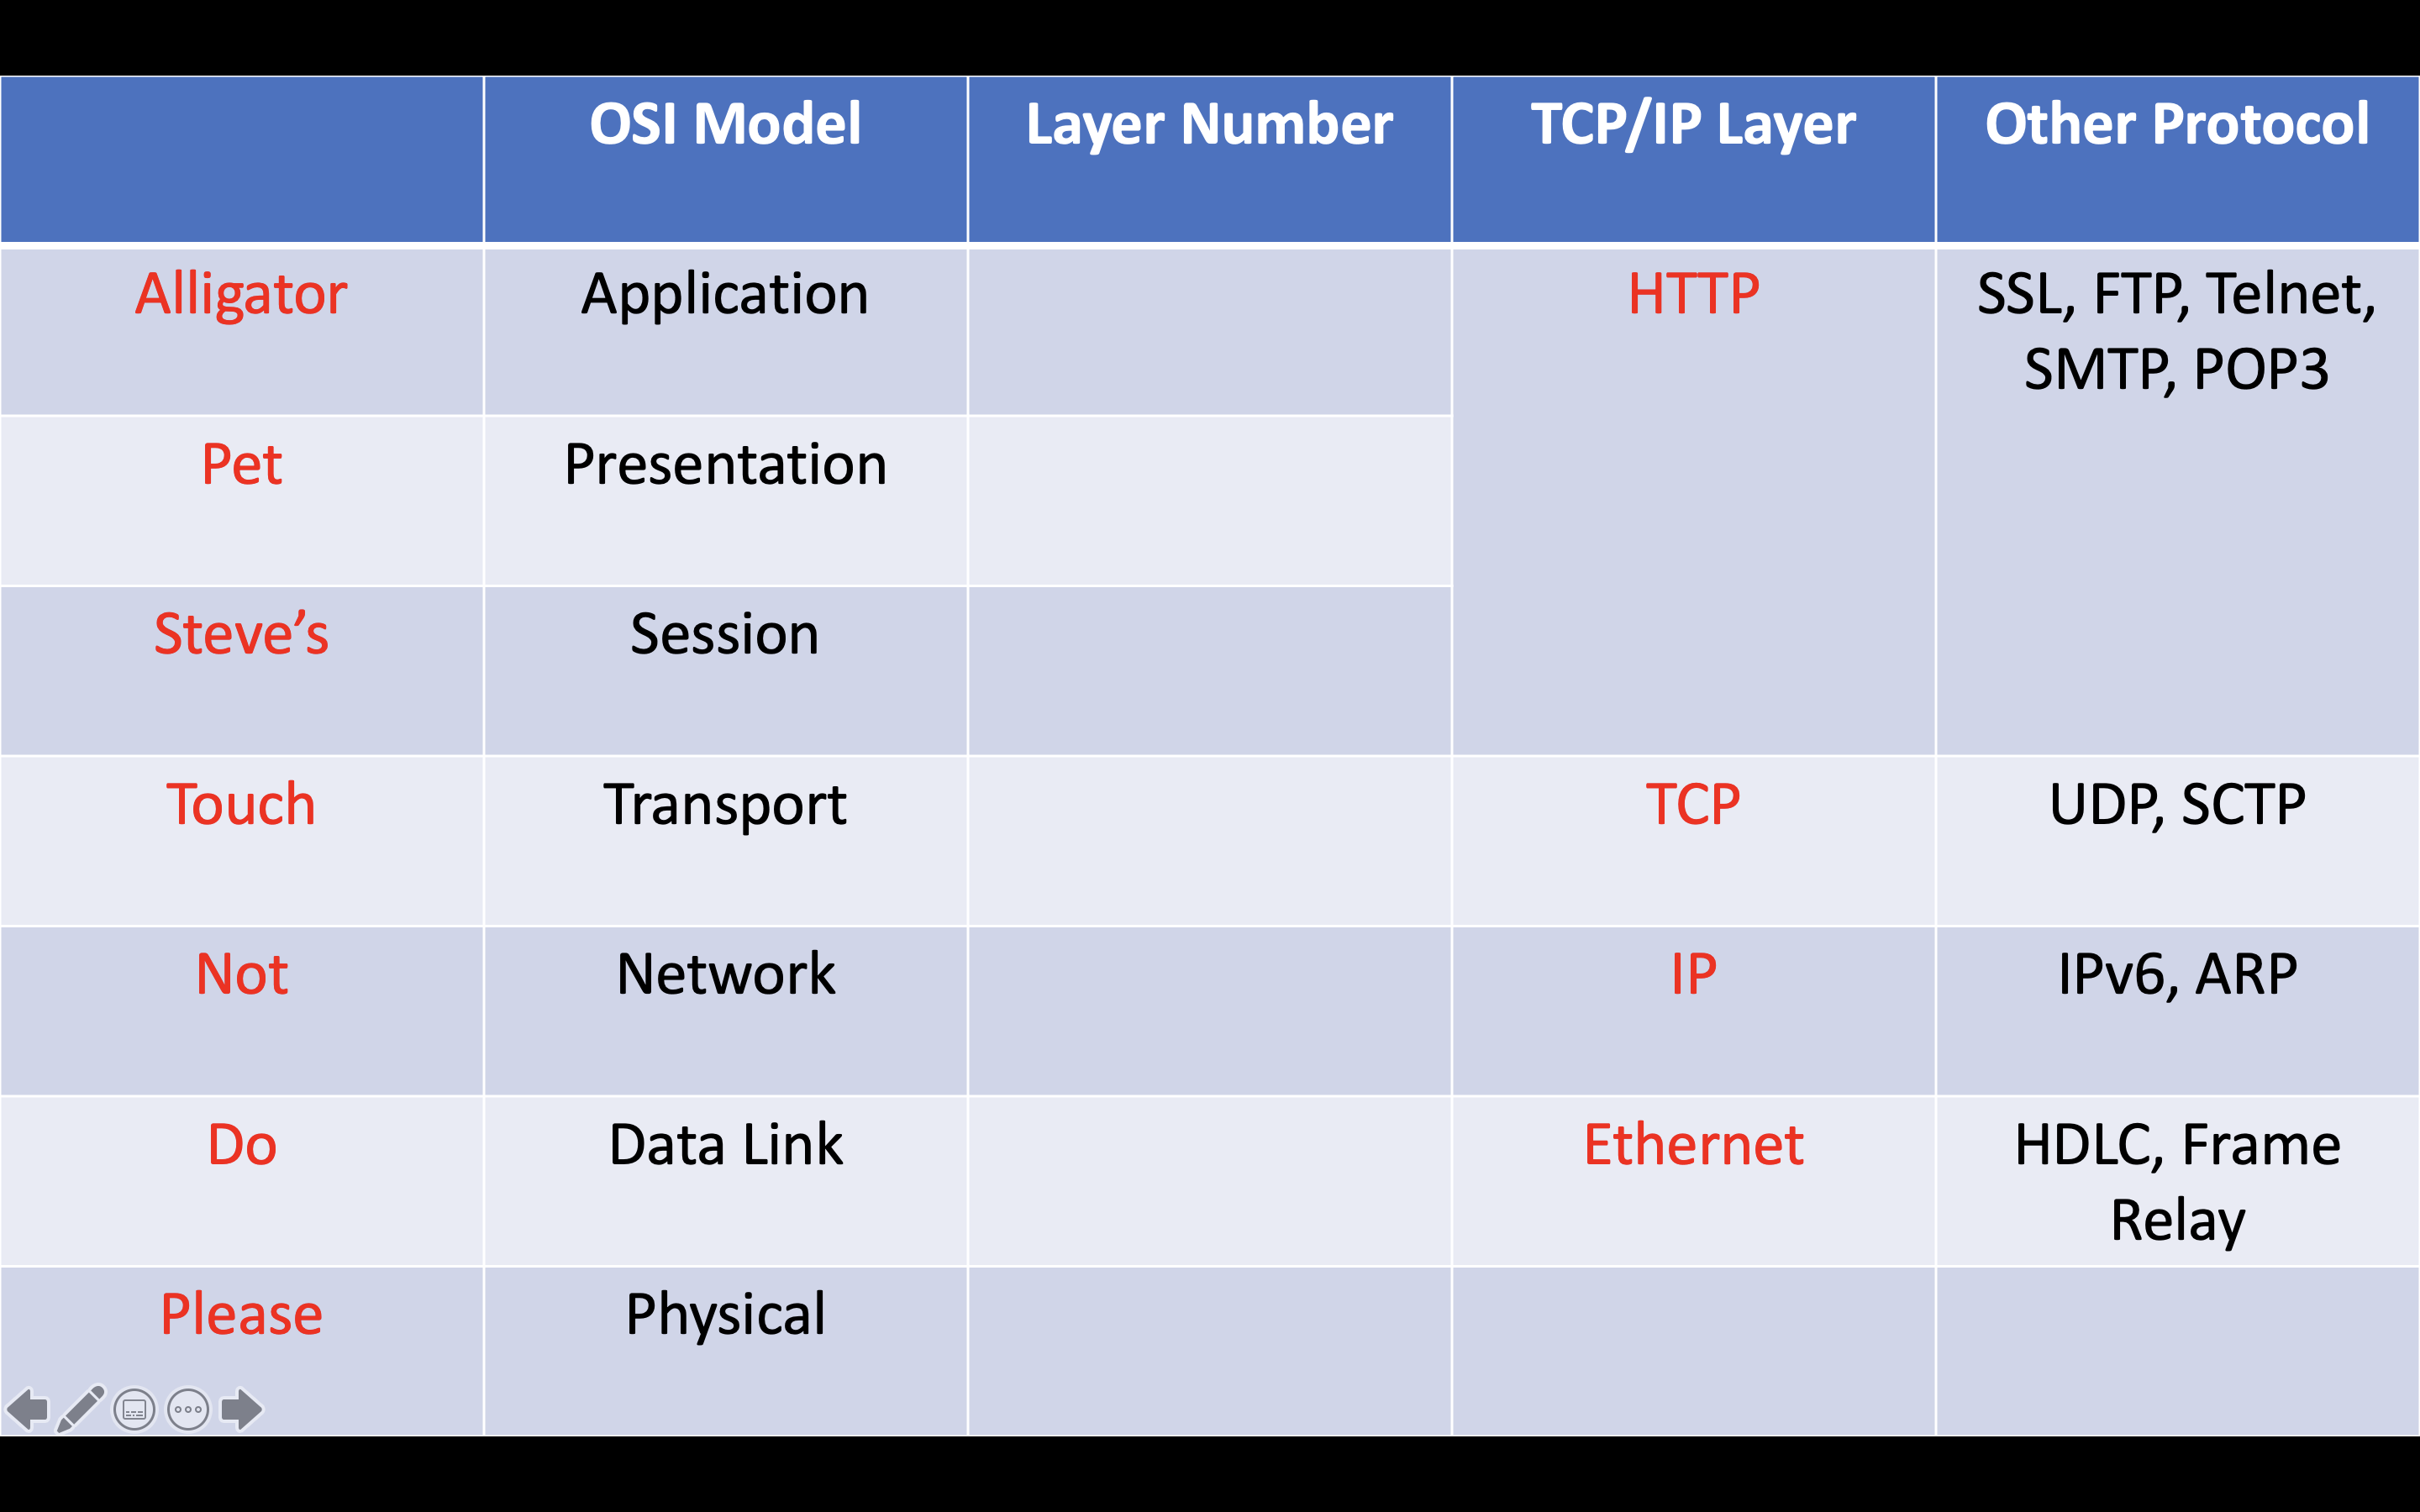 OSI Model Layer Number TCP/IP Layer Other Protocol
Alligator Application HTTP SSL, FTP, Telnet,
SMTP, POP3
Pet Presentation
Steve’s Session
Touch Transport TCP UDP, SCTP
Not Network IP IPv6, ARP
Do Data Link Ethernet HDLC, Frame
Relay
Please Physical